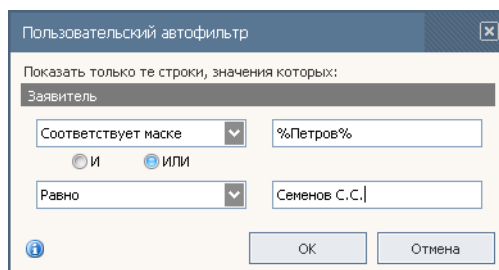 Пользовательский автофильтр
Показать только те строки, значения которых:
Заявитель
Соответствует маске %Петров%
И ИЛИ
Равно Семенов С.С.
ОК Отмена